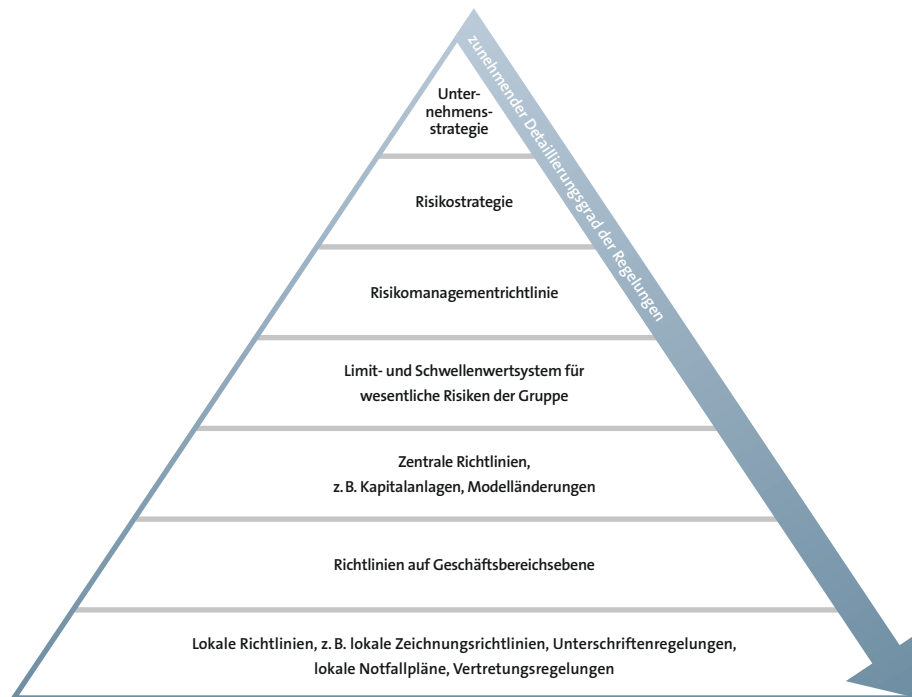 zunehmender Detaillierungsgrad der Regelungen
Unter-
nehmens-
strategie
Risikostrategie
Risikomanagementrichtlinie
Limit- und Schwellenwertsystem für
wesentliche Risiken der Gruppe
Zentrale Richtlinien,
z. B. Kapitalanlagen, Modelländerungen
Richtlinien auf Geschäftsbereichsebene
Lokale Richtlinien, z. B. lokale Zeichnungsrichtlinien, Unterschriftenregelungen,
lokale Notfallpläne, Vertretungsregelungen